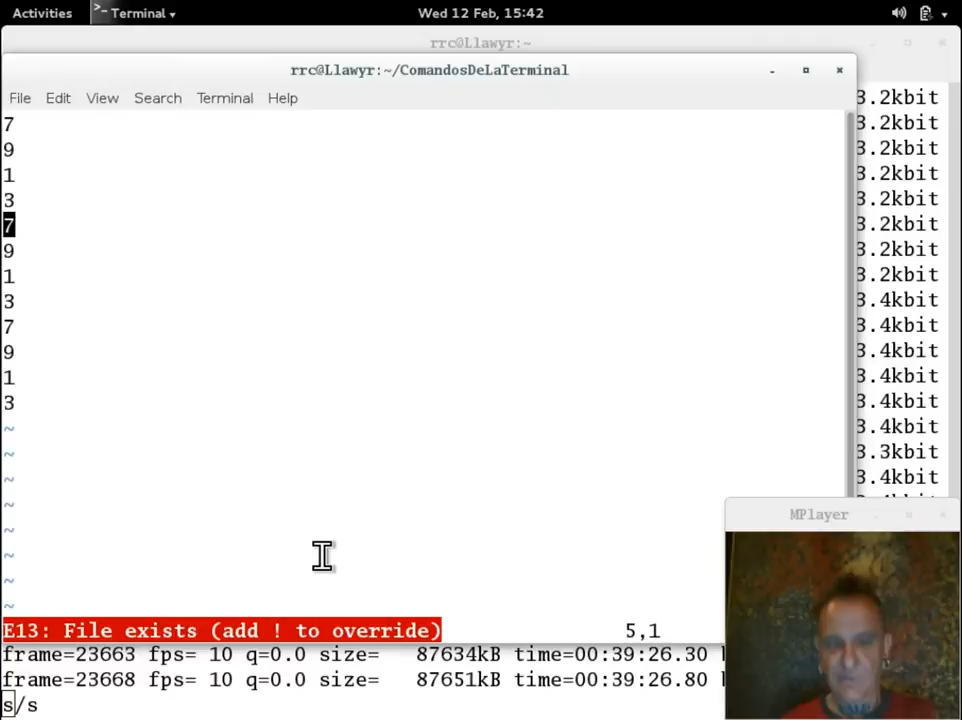 Activities >_ Terminal Wed 12 Feb, 15:42
rrc@Llawyr:~
rrc@Llawyr:~/ComandosDeLaTerminal
File Edit View Search Terminal Help
7
9
1
3
7
9
1
3
7
9
1
3
~
~
~
~
~
~
~
~
E13: File exists (add ! to override) 5,1
3.2kbit
3.2kbit
3.2kbit
3.2kbit
3.2kbit
3.2kbit
3.2kbit
3.2kbit
3.4kbit
3.4kbit
3.4kbit
3.4kbit
3.4kbit
3.4kbit
3.3kbit
3.4kbit
MPlayer
frame=23663 fps= 10 q=0.0 size= 87634kB time=00:39:26.30
frame=23668 fps= 10 q=0.0 size= 87651kB time=00:39:26.80
s/s